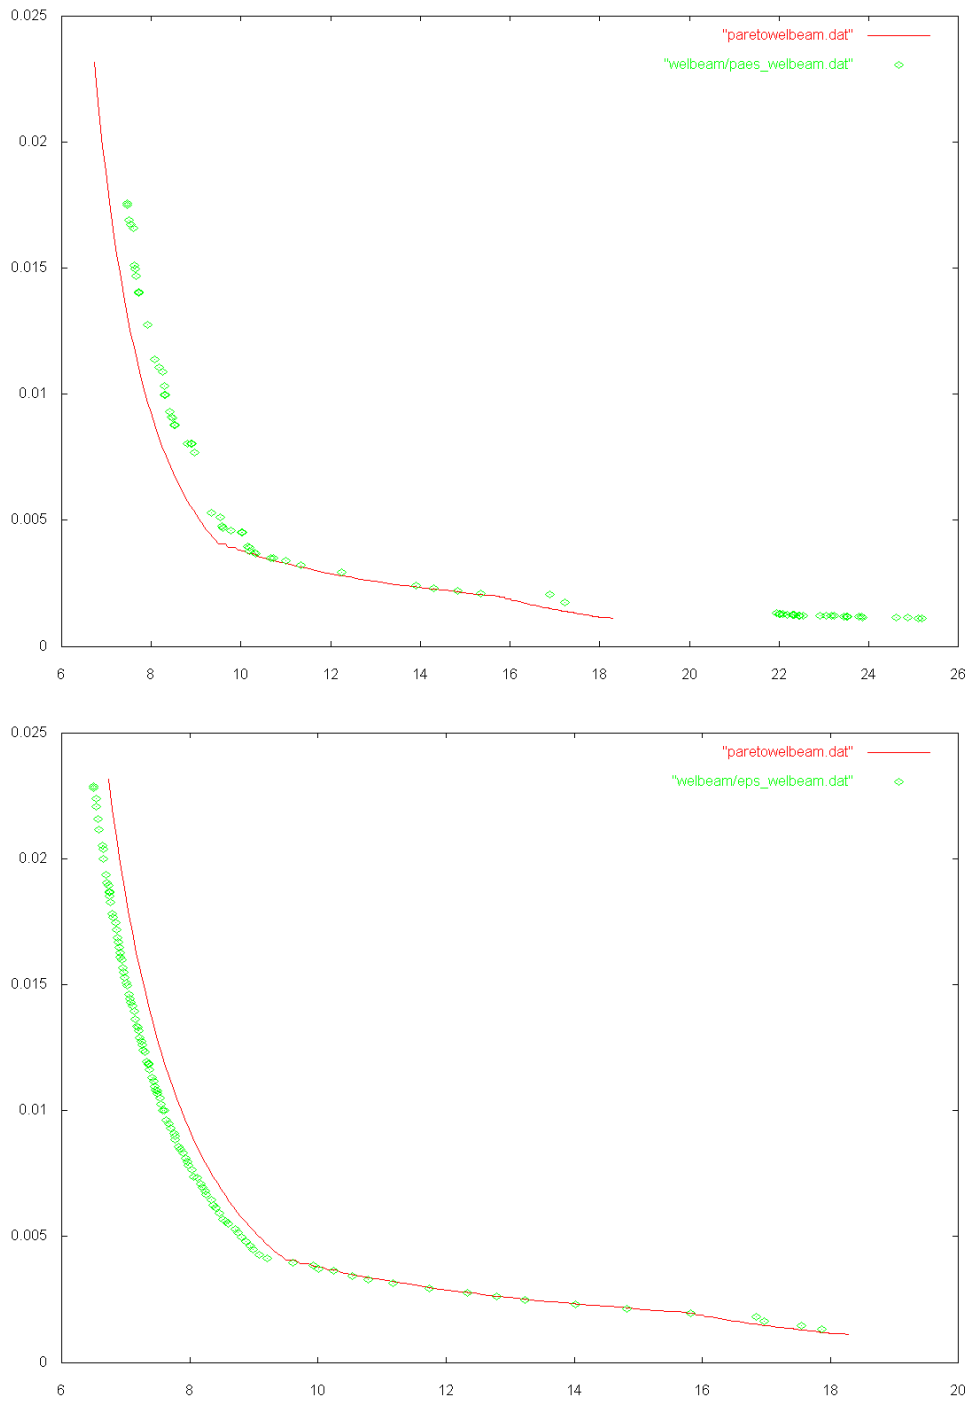 0.025
"paretowelbeam.dat"
"welbeam/paes_welbeam.dat"
0.02
0.015
0.01
0.005
0
6 8 10 12 14 16 18 20 22 24 26
0.025
"paretowelbeam.dat"
"welbeam/eps_welbeam.dat"
0.02
0.015
0.01
0.005
0
6 8 10 12 14 16 18 20